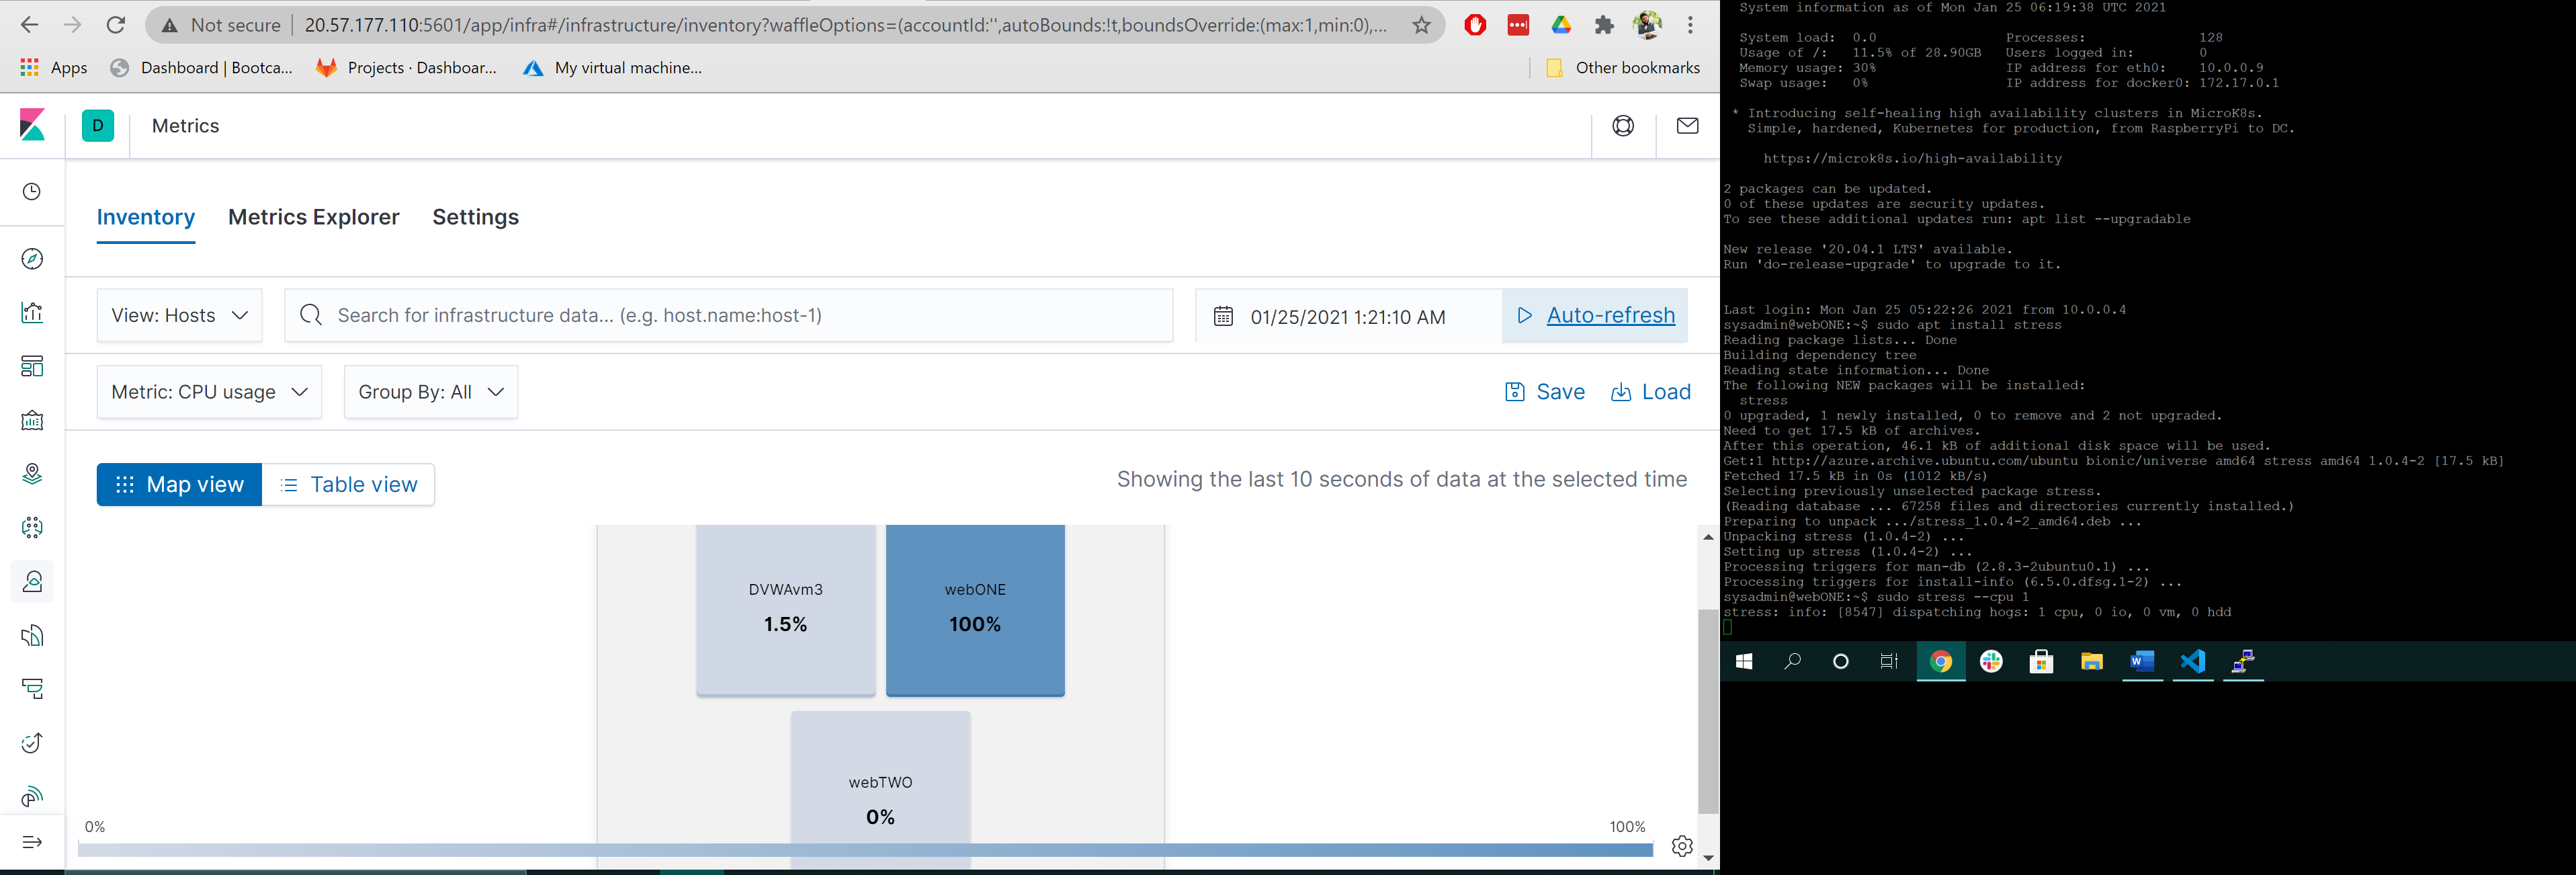 Not secure | 20.57.177.110:5601/app/infra#/infrastructure/inventory?waffleOptions=(accountId:'',autoBounds:!t,boundsOverride:(max:1,min:0),...
Apps Dashboard | Bootca... Projects · Dashboar... My virtual machine... Other bookmarks
D Metrics
Inventory Metrics Explorer Settings
View: Hosts Search for infrastructure data... (e.g. host.name:host-1) 01/25/2021 1:21:10 AM Auto-refresh
Metric: CPU usage Group By: All Save Load
Map view Table view Showing the last 10 seconds of data at the selected time
DVWAvm3 webONE
1.5% 100%
webTWO
0%
0% 100%
System information as of Mon Jan 25 06:19:38 UTC 2021
System load: 0.0 Processes: 128
Usage of /: 11.5% of 28.90GB Users logged in: 0
Memory usage: 30% IP address for eth0: 10.0.0.9
Swap usage: 0% IP address for docker0: 172.17.0.1
* Introducing self-healing high availability clusters in MicroK8s.
Simple, hardened, Kubernetes for production, from RaspberryPi to DC.
https://microk8s.io/high-availability
2 packages can be updated.
0 of these updates are security updates.
To see these additional updates run: apt list --upgradable
New release '20.04.1 LTS' available.
Run 'do-release-upgrade' to upgrade to it.
Last login: Mon Jan 25 05:22:26 2021 from 10.0.0.4
sysadmin@webONE:~$ sudo apt install stress
Reading package lists... Done
Building dependency tree
Reading state information... Done
The following NEW packages will be installed:
stress
0 upgraded, 1 newly installed, 0 to remove and 2 not upgraded.
Need to get 17.5 kB of archives.
After this operation, 46.1 kB of additional disk space will be used.
Get:1 http://azure.archive.ubuntu.com/ubuntu bionic/universe amd64 stress amd64 1.0.4-2 [17.5 kB]
Fetched 17.5 kB in 0s (1012 kB/s)
Selecting previously unselected package stress.
(Reading database ... 67258 files and directories currently installed.)
Preparing to unpack .../stress_1.0.4-2_amd64.deb ...
Unpacking stress (1.0.4-2) ...
Setting up stress (1.0.4-2) ...
Processing triggers for man-db (2.8.3-2ubuntu0.1) ...
Processing triggers for install-info (6.5.0.dfsg.1-2) ...
sysadmin@webONE:~$ sudo stress --cpu 1
stress: info: [8547] dispatching hogs: 1 cpu, 0 io, 0 vm, 0 hdd